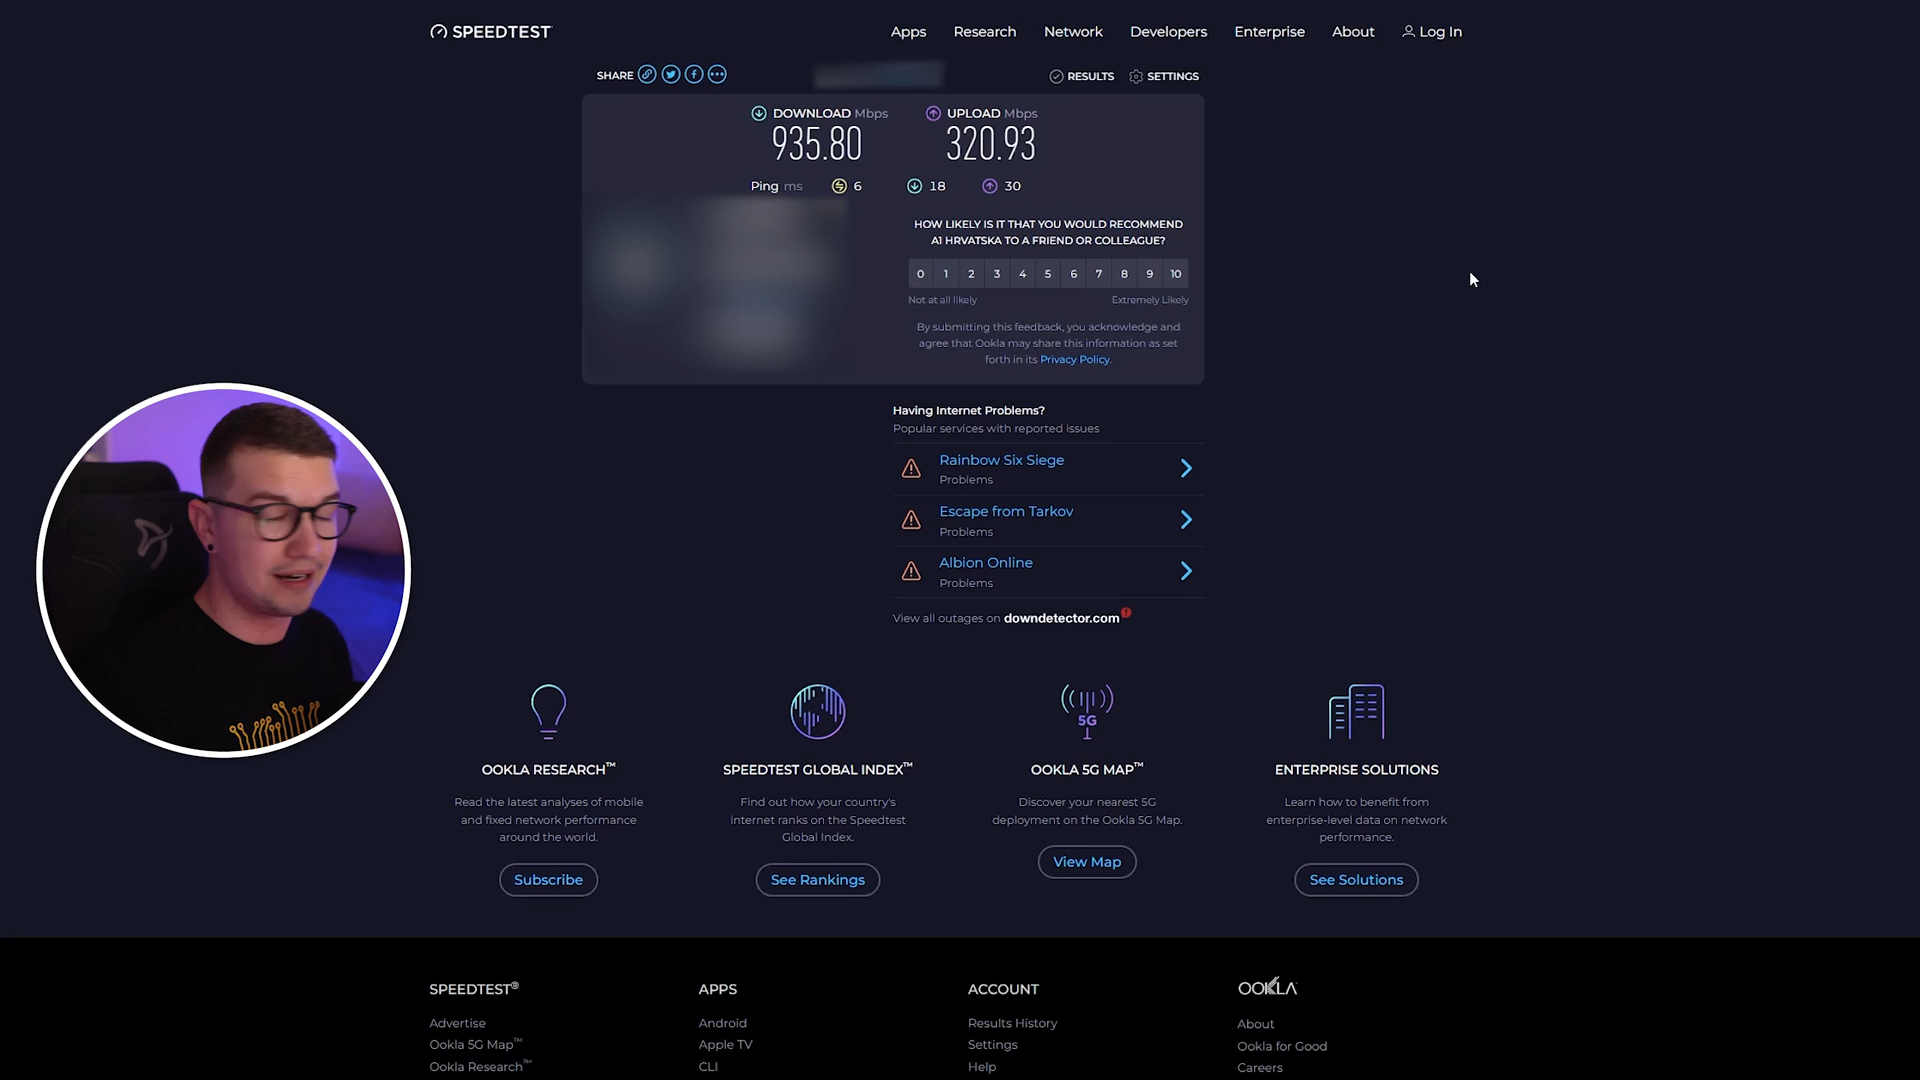 SPEEDTEST
Apps Research Network Developers Enterprise About Log In
SHARE
RESULTS SETTINGS
DOWNLOAD Mbps
935.80
UPLOAD Mbps
320.93
Ping ms 6 18 30
HOW LIKELY IS IT THAT YOU WOULD RECOMMEND
A1 HRVATSKA TO A FRIEND OR COLLEAGUE?
0 1 2 3 4 5 6 7 8 9 10
Not at all likely Extremely Likely
By submitting this feedback, you acknowledge and
agree that Ookla may share this information as set
forth in its Privacy Policy.
Having Internet Problems?
Popular services with reported issues
Rainbow Six Siege
Problems
Escape from Tarkov
Problems
Albion Online
Problems
View all outages on downdetector.com
5G
OOKLA RESEARCH™
Read the latest analyses of mobile
and fixed network performance
around the world.
Subscribe
SPEEDTEST GLOBAL INDEX™
Find out how your country's
internet ranks on the Speedtest
Global Index.
See Rankings
OOKLA 5G MAP™
Discover your nearest 5G
deployment on the Ookla 5G Map.
View Map
ENTERPRISE SOLUTIONS
Learn how to benefit from
enterprise-level data on network
performance.
See Solutions
SPEEDTEST®
Advertise
Ookla 5G Map™
Ookla Research™
APPS
Android
Apple TV
CLI
ACCOUNT
Results History
Settings
Help
OOKLA
About
Ookla for Good
Careers